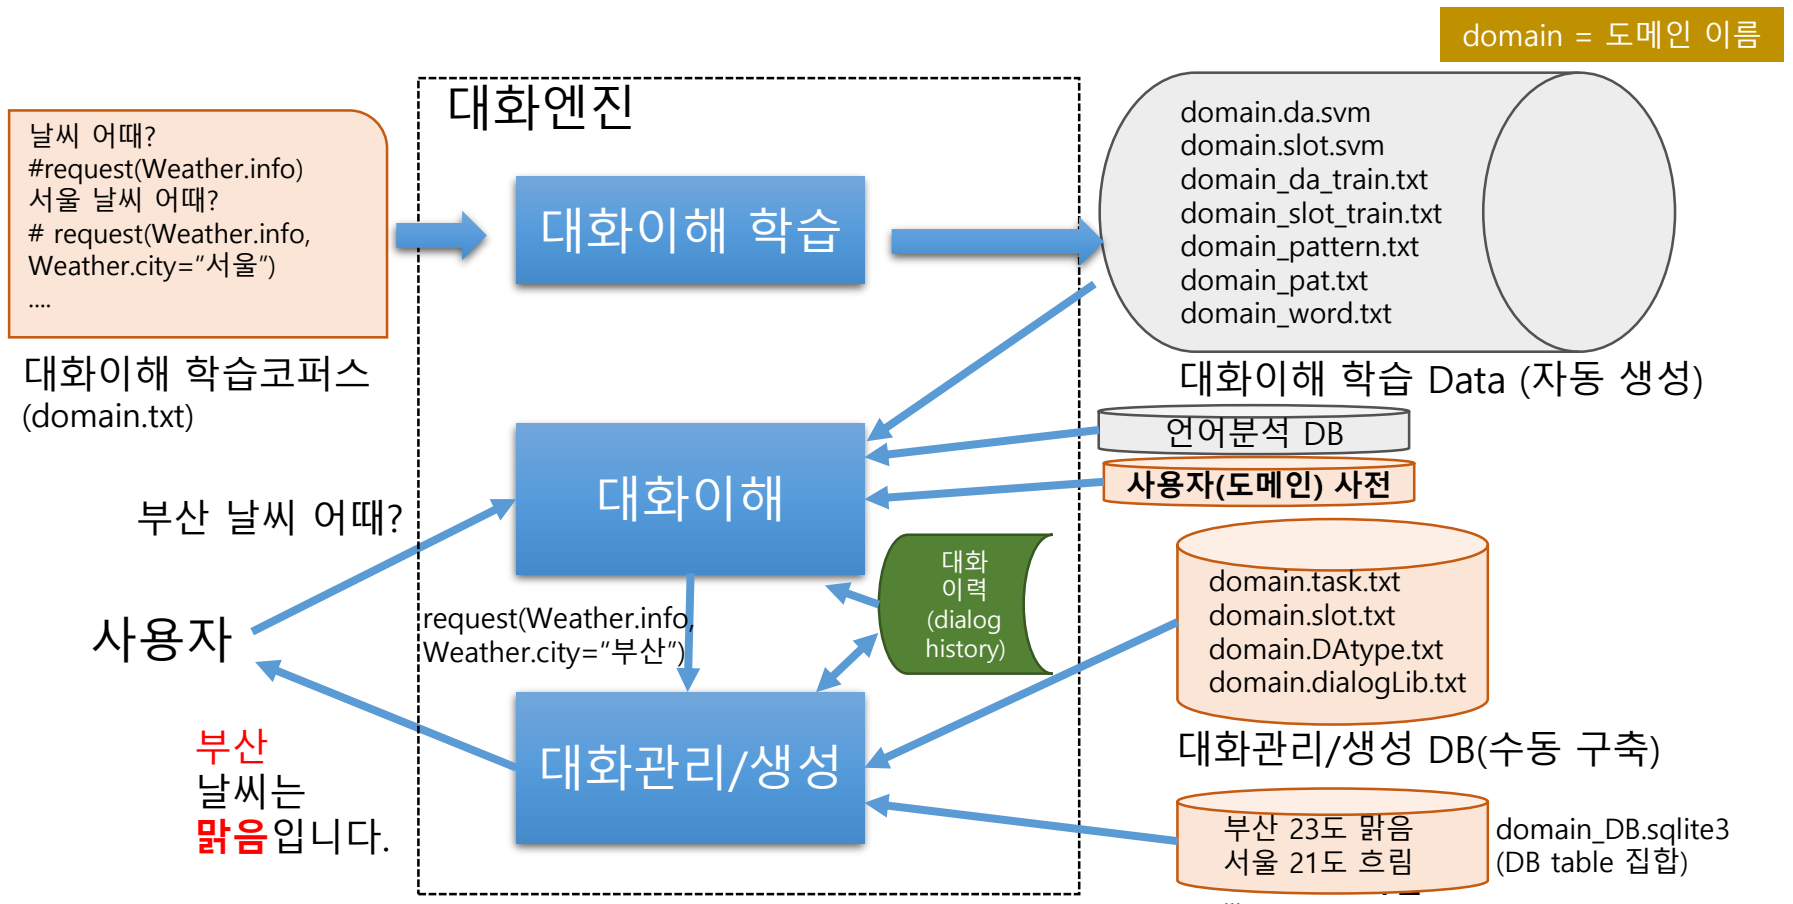 domain = 도메인 이름
대화엔진
날씨 어때?
#request(Weather.info)
서울 날씨 어때?
# request(Weather.info,
Weather.city=“서울”)
....
대화이해 학습코퍼스
(domain.txt)
대화이해 학습
domain.da.svm
domain.slot.svm
domain_da_train.txt
domain_slot_train.txt
domain_pattern.txt
domain_pat.txt
domain_word.txt
대화이해 학습 Data (자동 생성)
언어분석 DB
사용자(도메인) 사전
부산 날씨 어때?
대화이해
사용자
request(Weather.info,
Weather.city=“부산”)
대화
이력
(dialog
history)
domain.task.txt
domain.slot.txt
domain.DAtype.txt
domain.dialogLib.txt
대화관리/생성 DB(수동 구축)
대화관리/생성
부산
날씨는
맑음입니다.
부산 23도 맑음
서울 21도 흐림
domain_DB.sqlite3
(DB table 집합)